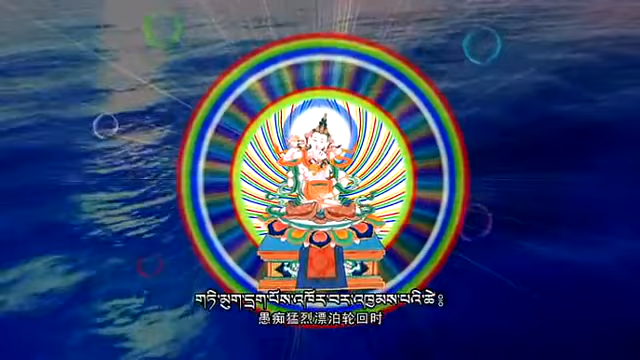 གཏི་མུག་དྲག་པོས་འཁོར་བར་འཁྱམས་པའི་ཚེ༔
愚痴猛烈漂泊轮回时